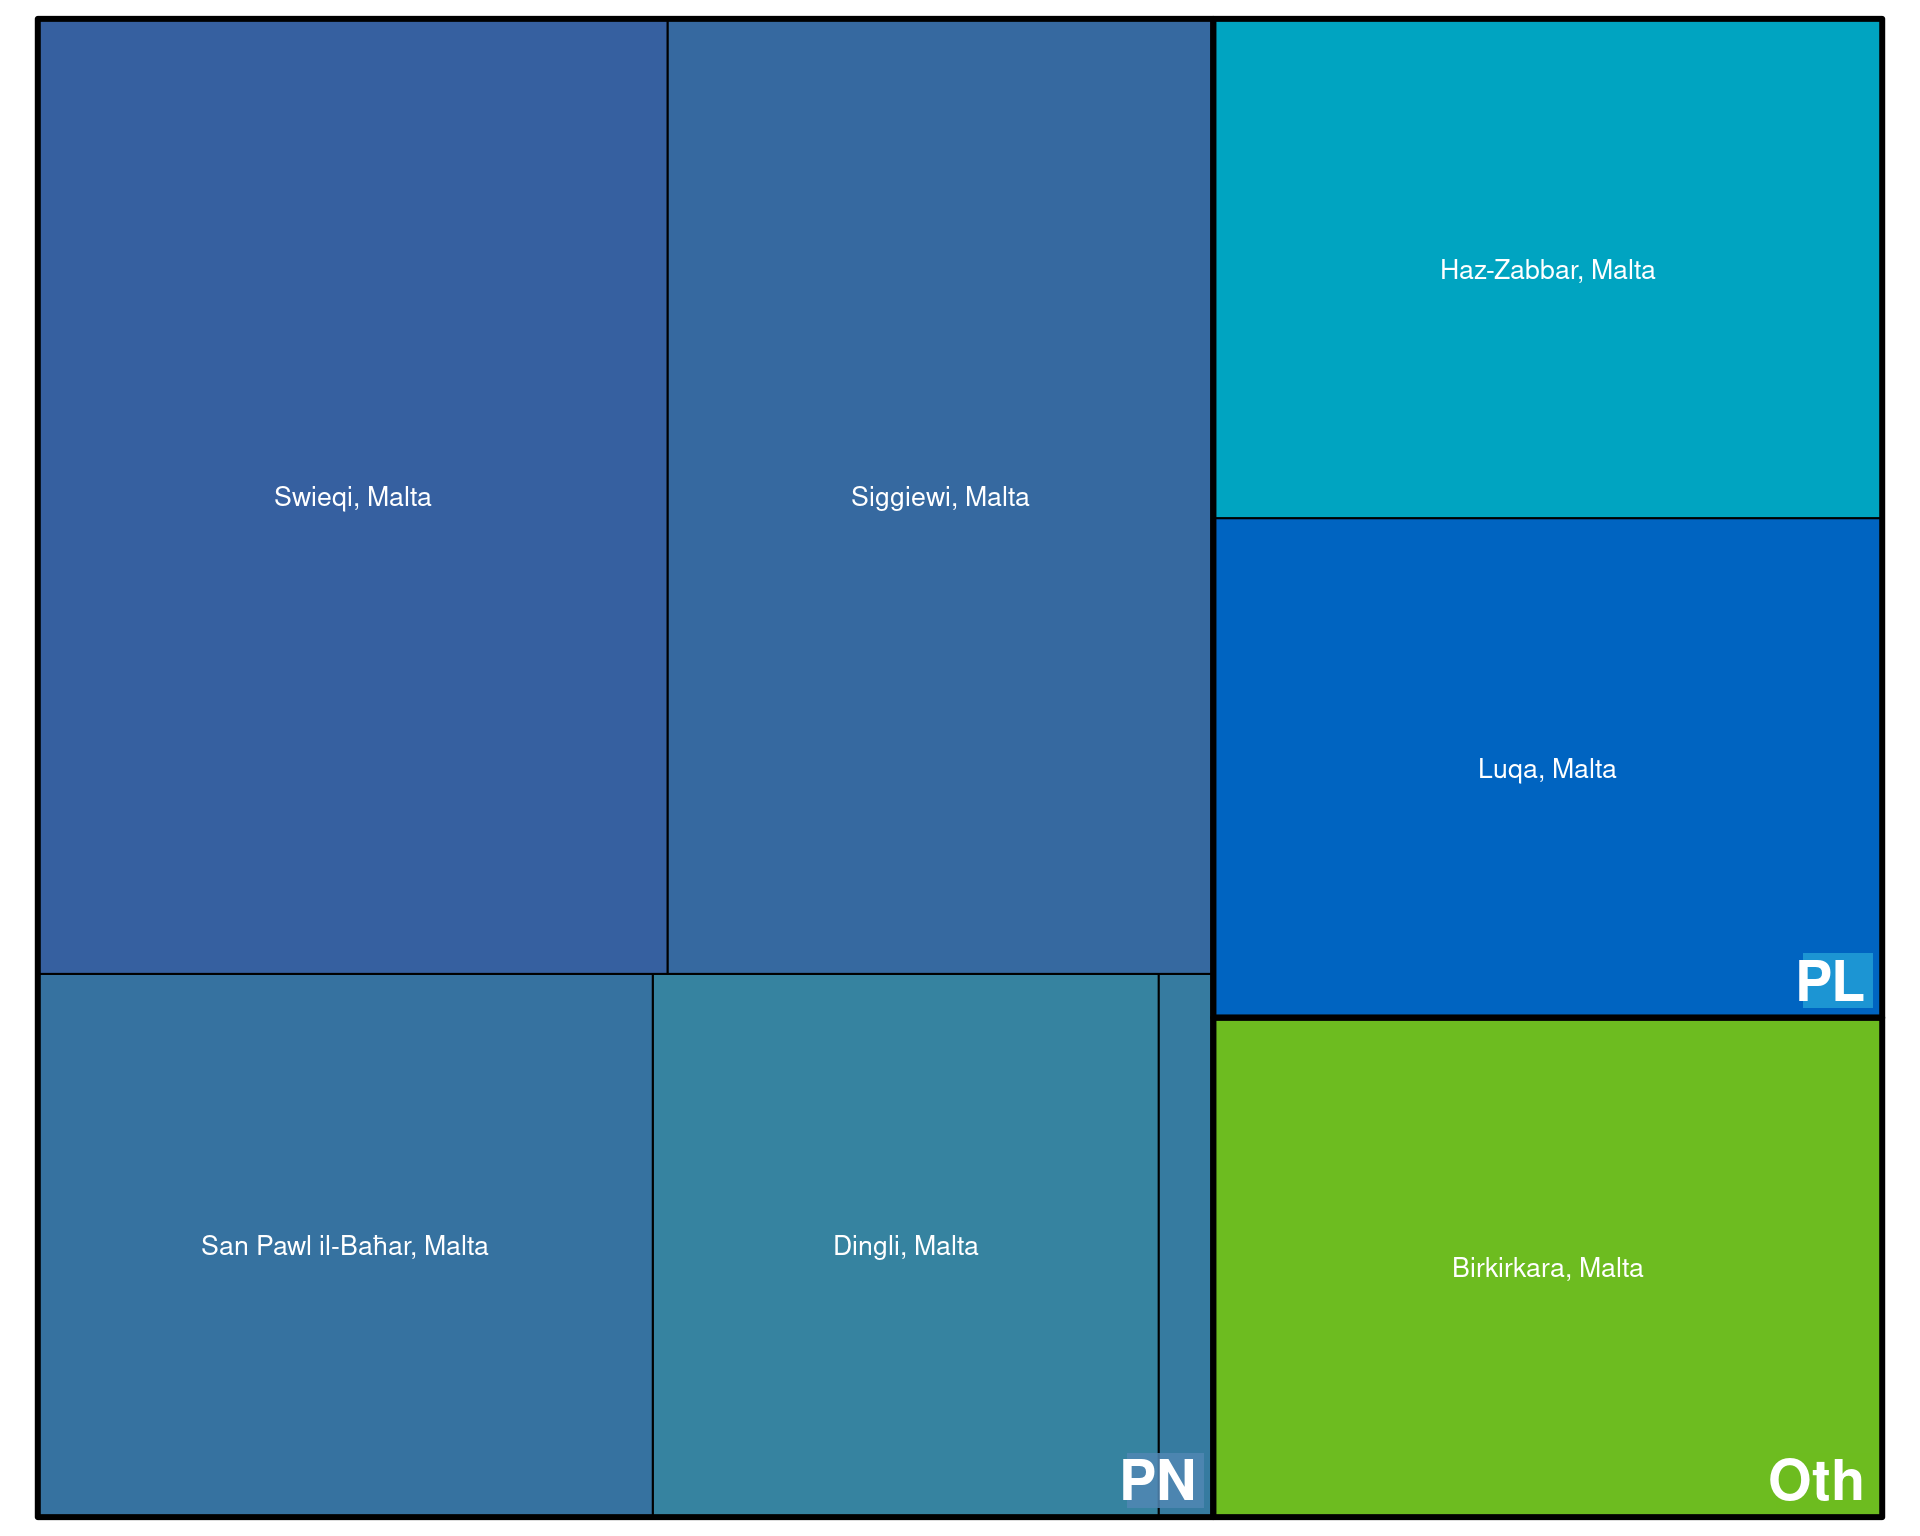 Swieqi, Malta
Siggiewi, Malta
San Pawl il-Baħar, Malta
Dingli, Malta
PN
Haz-Zabbar, Malta
Luqa, Malta
PL
Birkirkara, Malta
Oth